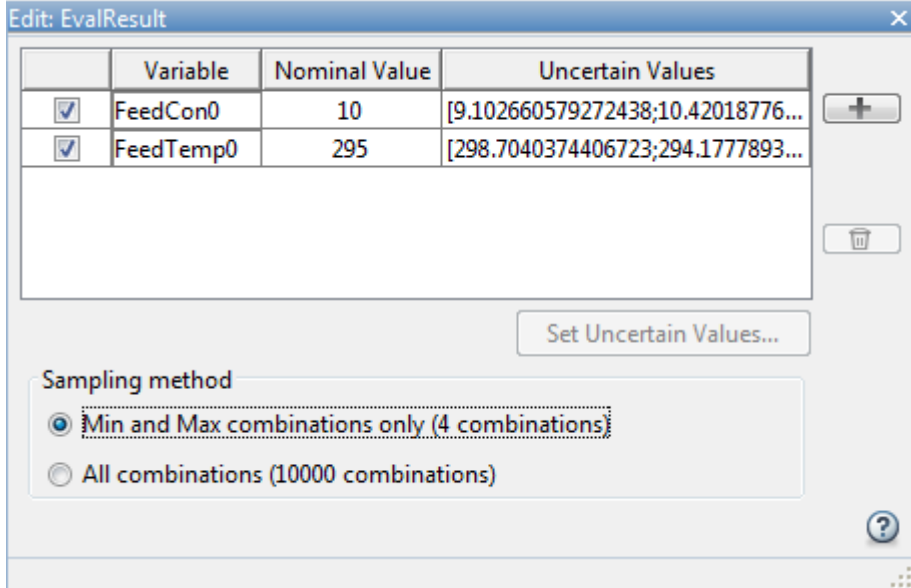 Edit: EvalResult
Variable Nominal Value Uncertain Values
FeedCon0 10 [9.102660579272438;10.42018776...
FeedTemp0 295 [298.7040374406723;294.1777893...
Set Uncertain Values...
Sampling method
Min and Max combinations only (4 combinations)
All combinations (10000 combinations)